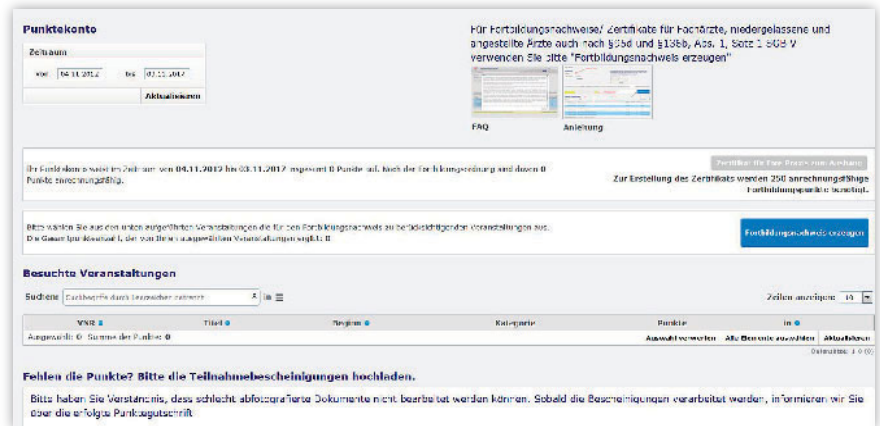 Punktekonto
Zeitraum
von 04.11.2012 bis 03.11.2017
Aktualisieren
Für Fortbildungsnachweise/ Zertifikate für Fachärzte, niedergelassene und
angestellte Ärzte auch nach §95d und §136b, Abs. 1, Satz 1 SGB V
verwenden Sie bitte "Fortbildungsnachweis erzeugen"
FAQ
Anleitung
Ihr Punktekonto weist im Zeitraum von 04.11.2012 bis 03.11.2017 insgesamt 0 Punkte auf. Nach der Fortbildungsordnung sind davon 0
Punkte anrechnungsfähig.
Zertifikat für Ihre Praxis zum Aushang
Zur Erstellung des Zertifikats werden 250 anrechnungsfähige
Fortbildungspunkte benötigt.
Bitte wählen Sie aus den unten aufgeführten Veranstaltungen die für den Fortbildungsnachweis zu berücksichtigenden Veranstaltungen aus.
Die Gesamtpunkteanzahl, der von Ihnen ausgewählten Veranstaltungen ergibt: 0
Fortbildungsnachweis erzeugen
Besuchte Veranstaltungen
Suchen: Suchbegriffe durch Leerzeichen getrennt
Zeilen anzeigen: 10
VNR Titel Beginn Kategorie Punkte in
Ausgewählt: 0 Summe der Punkte: 0
Auswahl verwerfen Alle Elemente auswählen Aktualisieren
Fehlen die Punkte? Bitte die Teilnahmebescheinigungen hochladen.
Bitte haben Sie Verständnis, dass schlecht abfotografierte Dokumente nicht bearbeitet werden können. Sobald die Bescheinigungen verarbeitet werden, informieren wir Sie
über die erfolgte Punktegutschrift